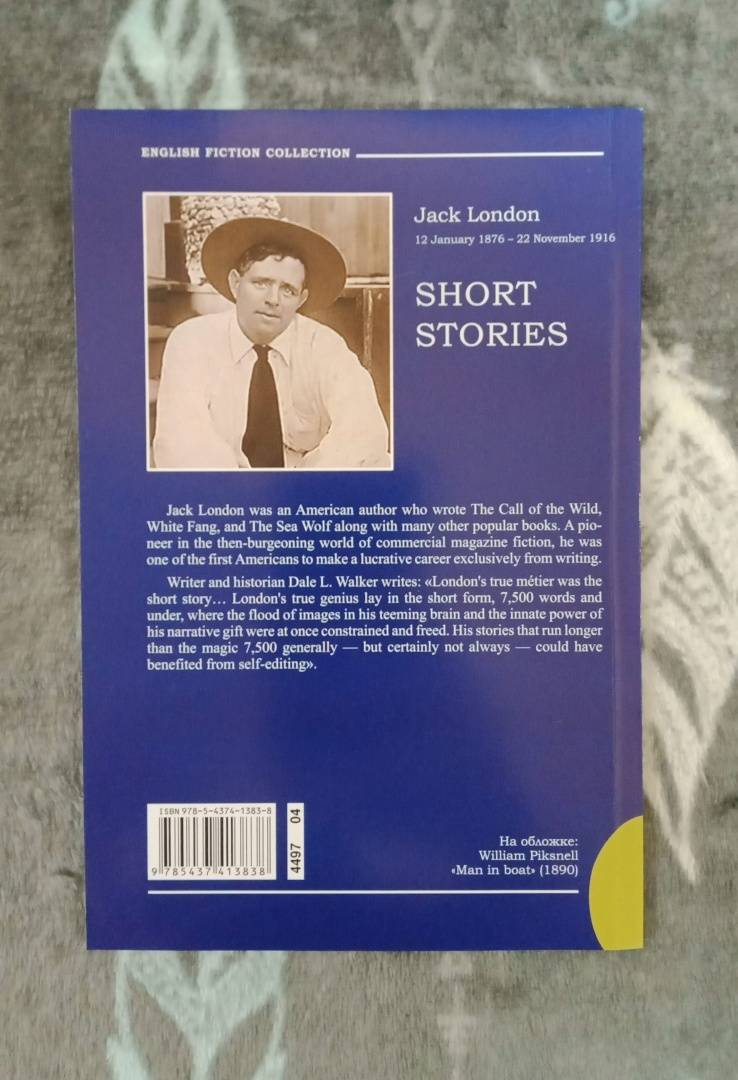 ENGLISH FICTION COLLECTION
Jack London
12 January 1876 – 22 November 1916
SHORT
STORIES
Jack London was an American author who wrote The Call of the Wild,
White Fang, and The Sea Wolf along with many other popular books. A pio-
neer in the then-burgeoning world of commercial magazine fiction, he was
one of the first Americans to make a lucrative career exclusively from writing.
Writer and historian Dale L. Walker writes: «London's true métier was the
short story… London's true genius lay in the short form, 7,500 words and
under, where the flood of images in his teeming brain and the innate power of
his narrative gift were at once constrained and freed. His stories that run longer
than the magic 7,500 generally — but certainly not always — could have
benefited from self-editing».
ISBN 978-5-4374-1383-8
9 785437 413838
4497 04
На обложке:
William Piksnell
«Man in boat» (1890)